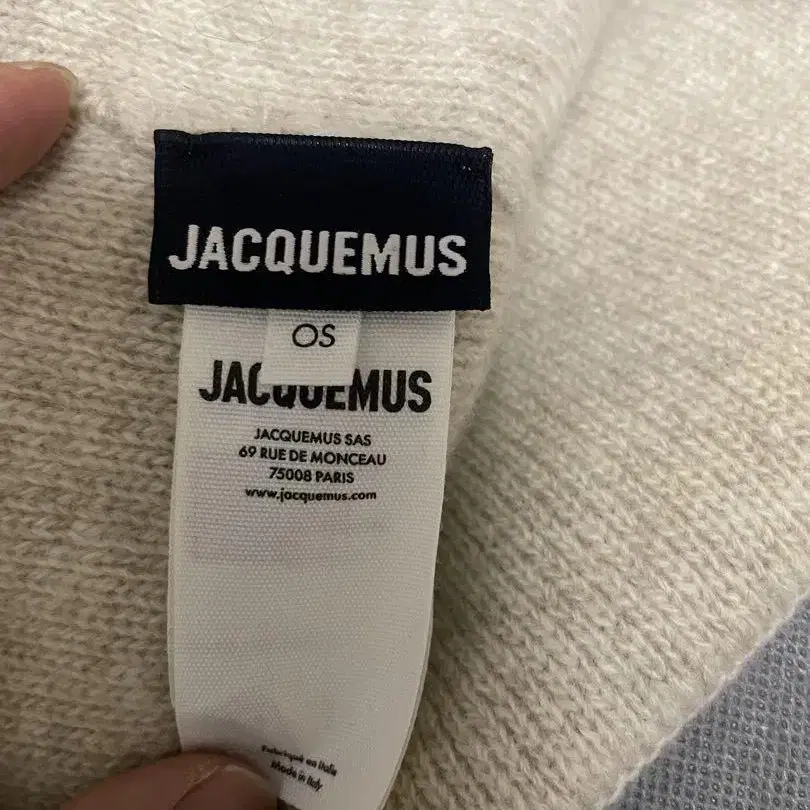 JACQUEMUS
OS
JACQUEMUS
JACQUEMUS SAS
69 RUE DE MONCEAU
75008 PARIS
www.jacquemus.com
Fabriqué en Italie
Made in Italy